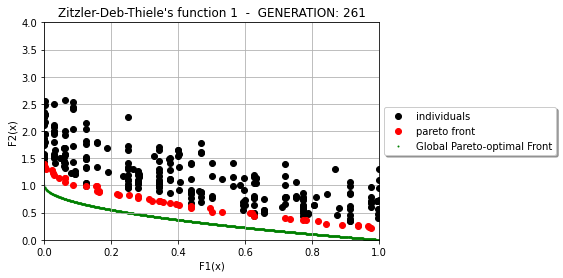 Zitzler-Deb-Thiele's function 1 - GENERATION: 261
4.0
3.5
3.0
2.5
2.0
1.5
1.0
0.5
0.0
F2(x)
0.0 0.2 0.4 0.6 0.8 1.0
F1(x)
individuals
pareto front
Global Pareto-optimal Front